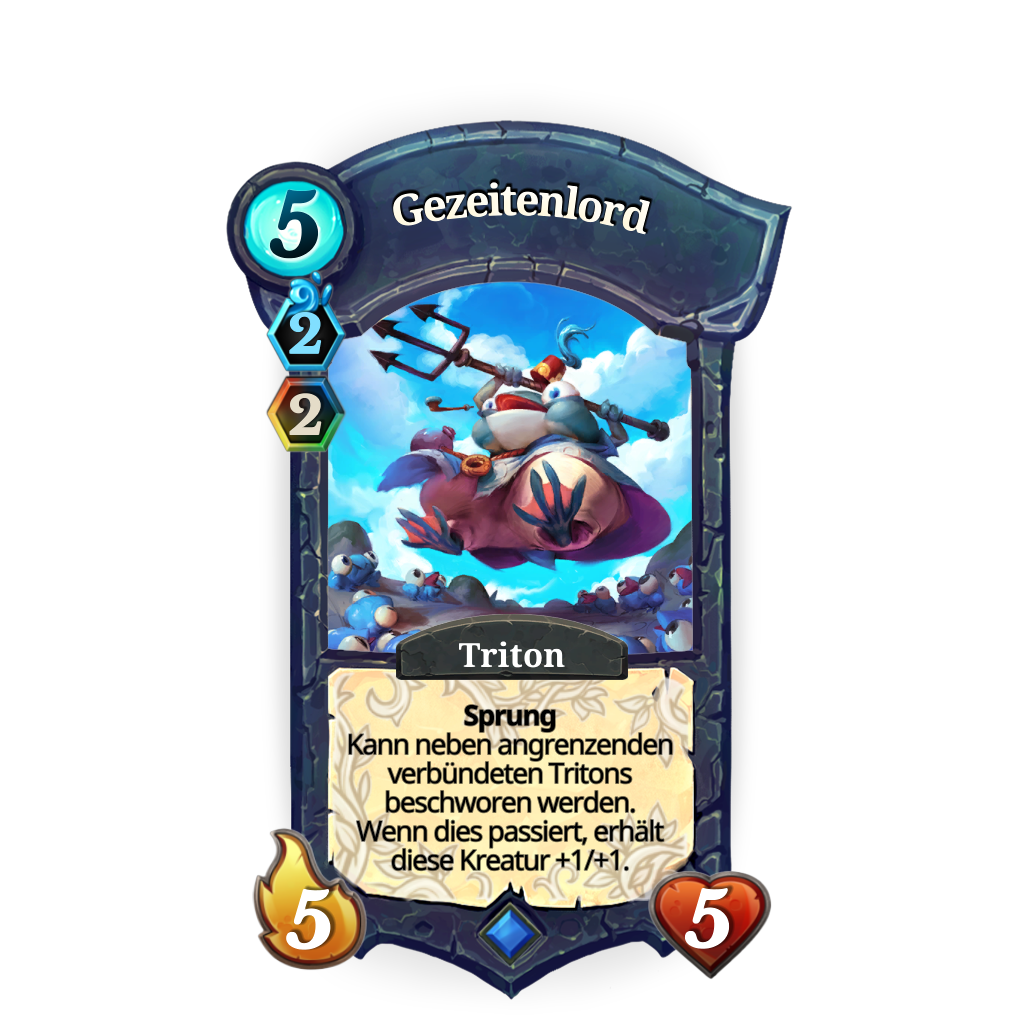 Gezeitenlord
5
2
2
Triton
Sprung
Kann neben angrenzenden
verbündeten Tritons
beschworen werden.
Wenn dies passiert, erhält
diese Kreatur +1/+1.
5
5